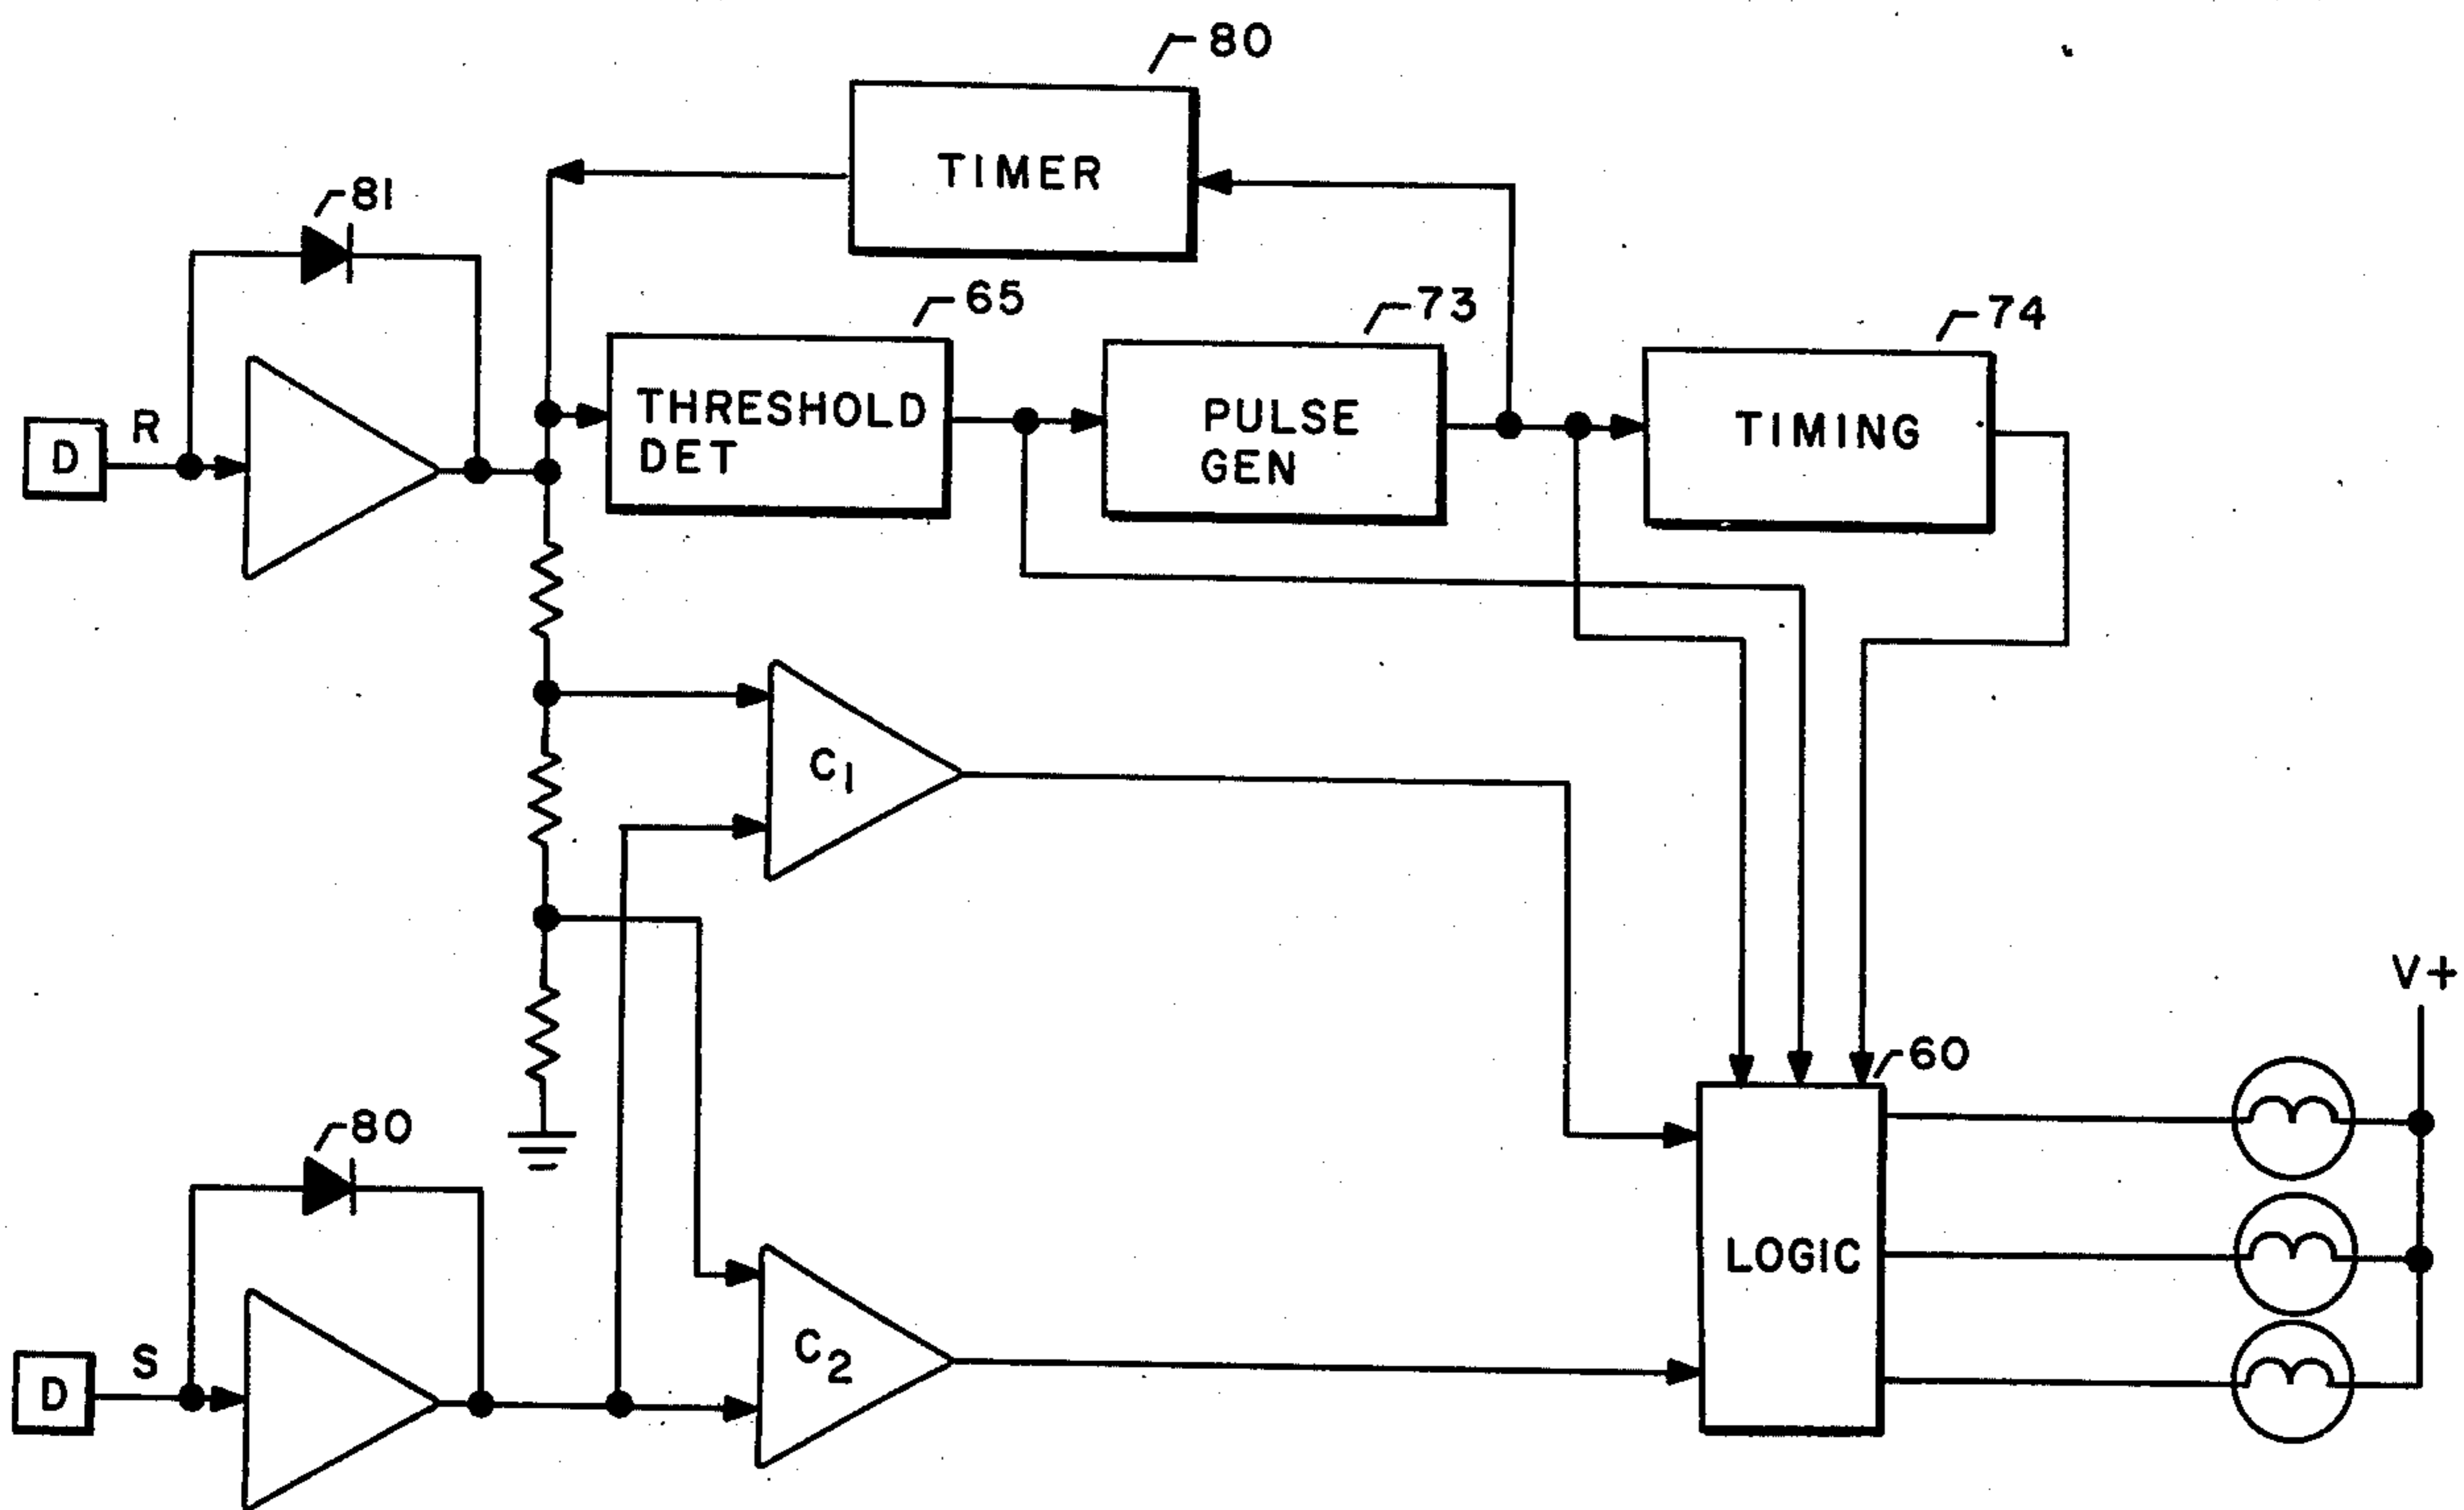 80
TIMER
81
65
73
74
THRESHOLD
DET
PULSE
GEN
TIMING
D
R
C1
V+
60
80
LOGIC
C2
D
S